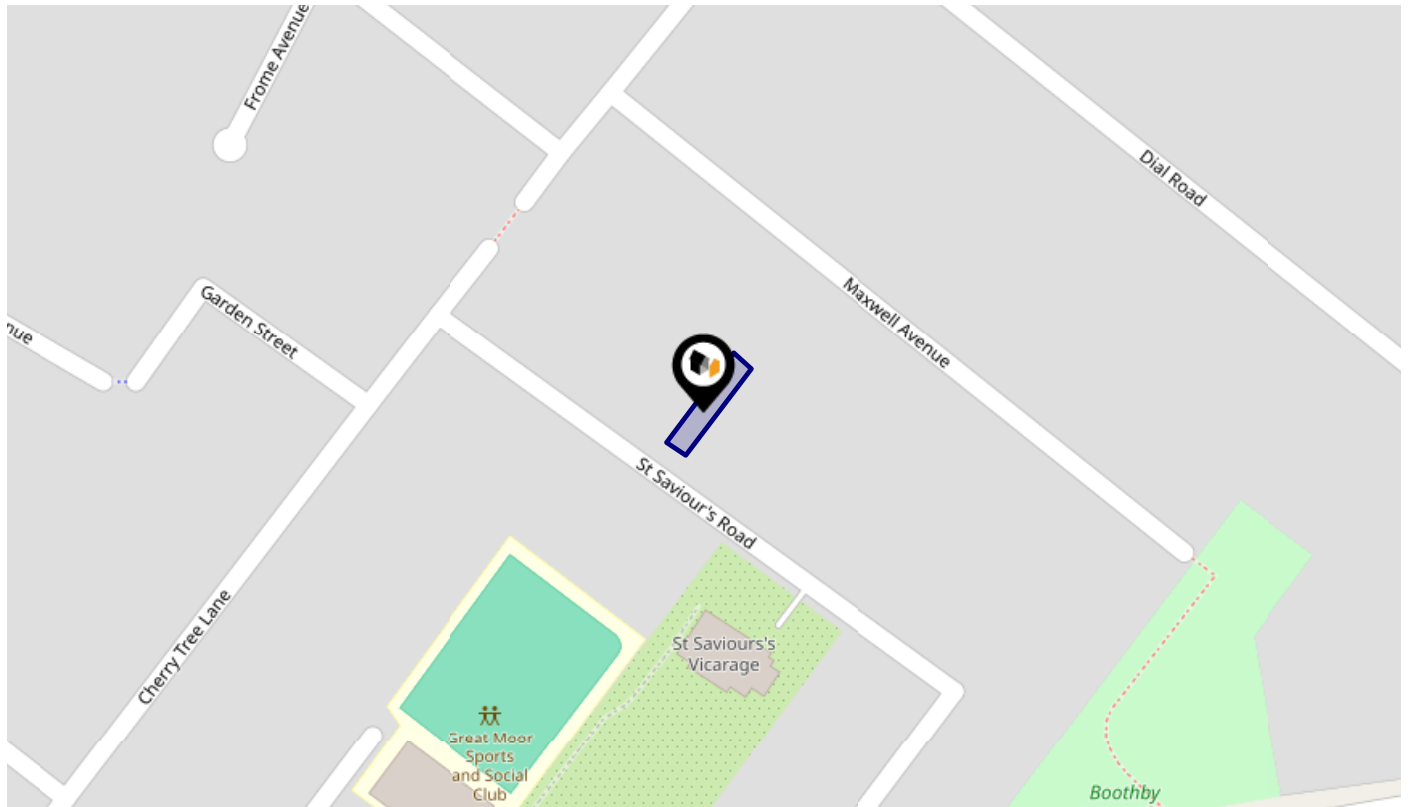 Frome Avenue
Dial Road
Garden Street
nue
Maxwell Avenue
St Saviour's Road
Cherry Tree Lane
St Saviours's
Vicarage
Great Moor
Sports
and Social
Club
Boothby